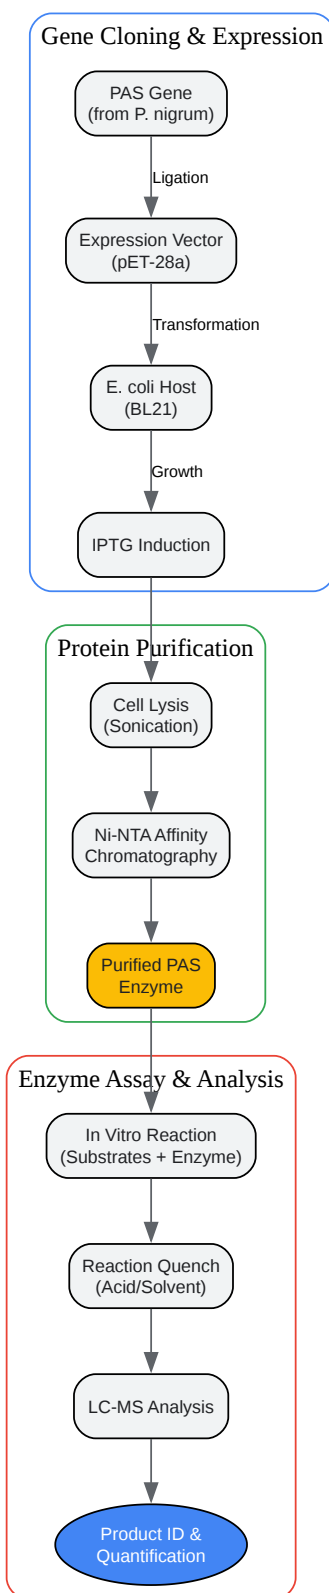 Gene Cloning & Expression
PAS Gene
(from P. nigrum)
Ligation
Expression Vector
(pET-28a)
Transformation
E. coli Host
(BL21)
Growth
IPTG Induction
Protein Purification
Cell Lysis
(Sonication)
Ni-NTA Affinity
Chromatography
Purified PAS
Enzyme
Enzyme Assay & Analysis
In Vitro Reaction
(Substrates + Enzyme)
Reaction Quench
(Acid/Solvent)
LC-MS Analysis
Product ID &
Quantification